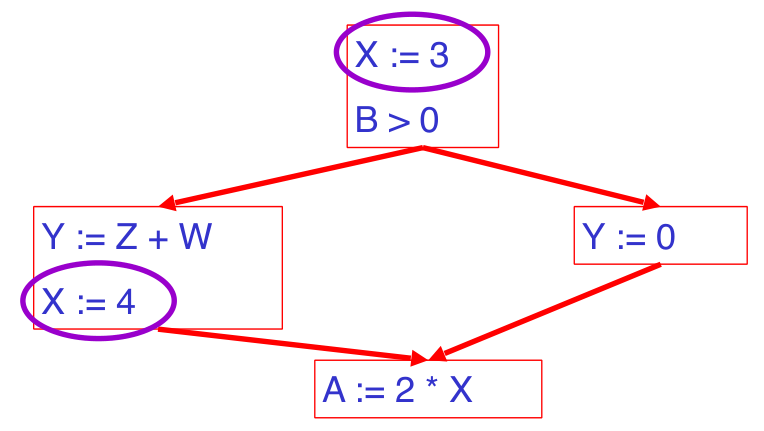 X := 3
B > 0
Y := Z + W
X := 4
Y := 0
A := 2 * X